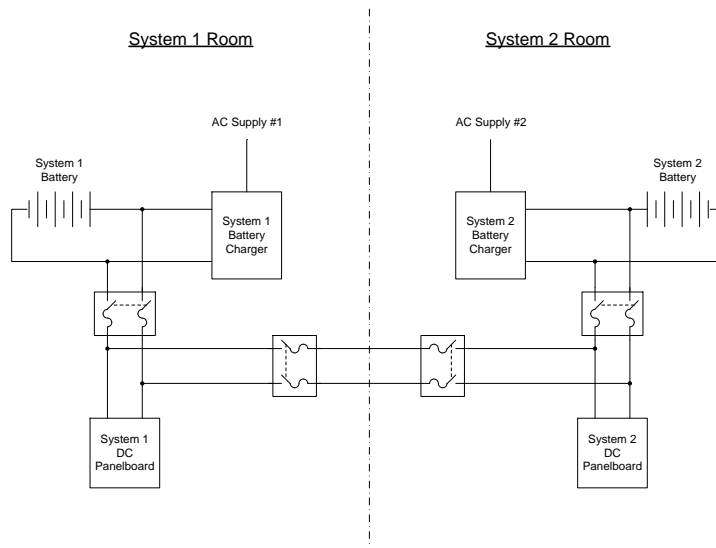 System 1 Room
System 2 Room
AC Supply #1
AC Supply #2
System 1
Battery
System 2
Battery
System 1
Battery
Charger
System 2
Battery
Charger
System 1
DC
Panelboard
System 2
DC
Panelboard